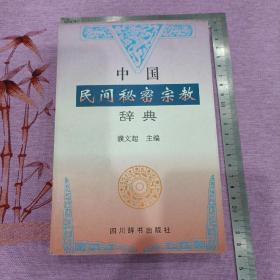 中国
民间秘密宗教
辞典
濮文起 主编
四川辞书出版社